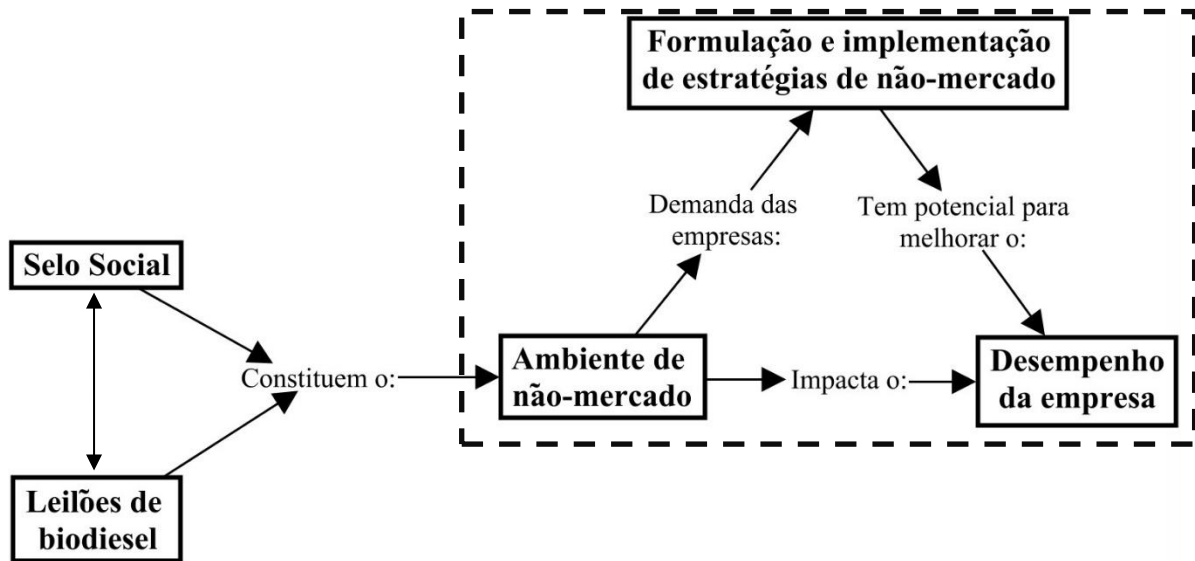 Formulação e implementação
de estratégias de não-mercado
Demanda das
empresas:
Tem potencial para
melhorar o:
Selo Social
Constituem o:
Ambiente de
não-mercado
Impacta o:
Desempenho
da empresa
Leilões de
biodiesel